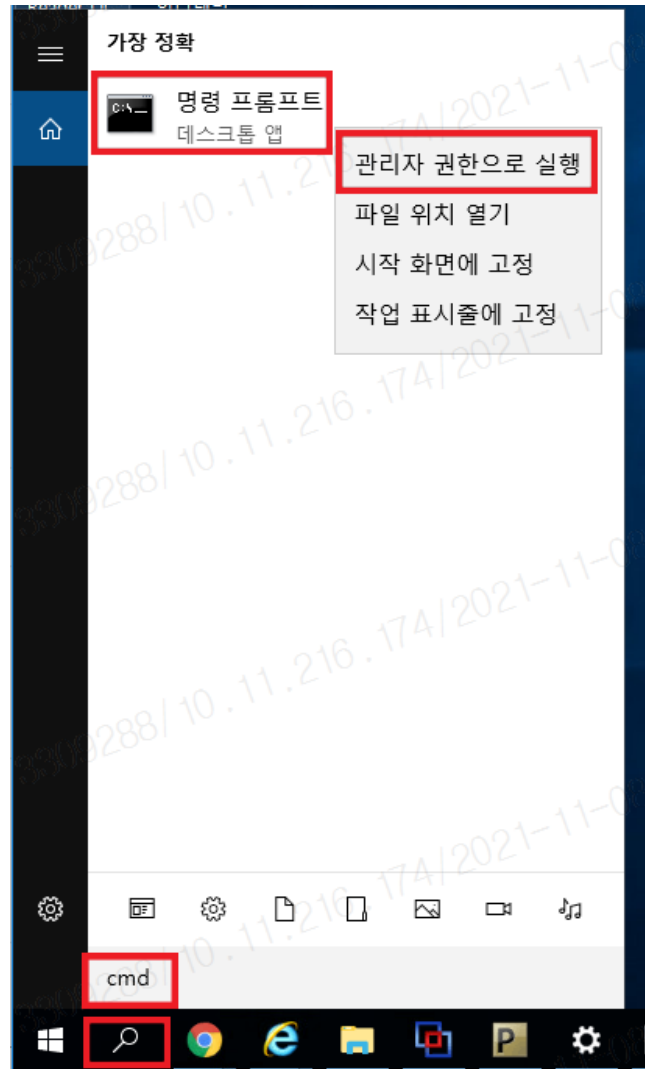 가장 정확
명령 프롬프트
데스크톱 앱
관리자 권한으로 실행
파일 위치 열기
시작 화면에 고정
작업 표시줄에 고정
cmd